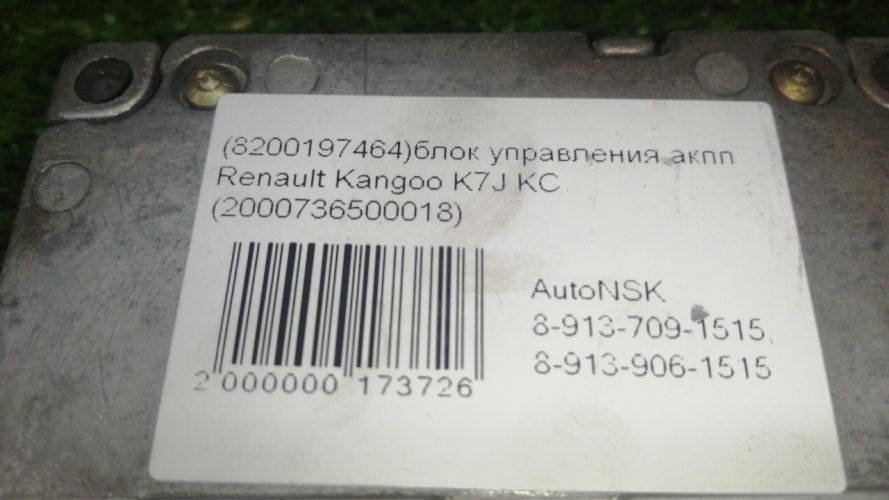 (8200197464)блок управления акпп
Renault Kangoo K7J KC
(2000736500018)
AutoNSK
8-913-709-1515,
8-913-906-1515
2 000000 173726